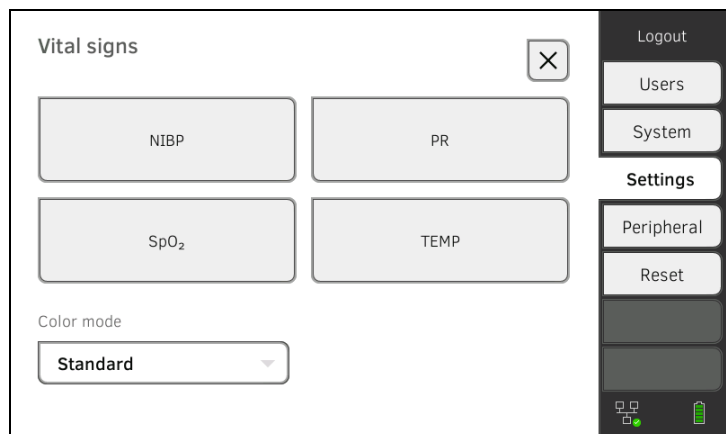 Vital signs
NIBP
PR
SpO₂
TEMP
Color mode
Standard
Logout
Users
System
Settings
Peripheral
Reset